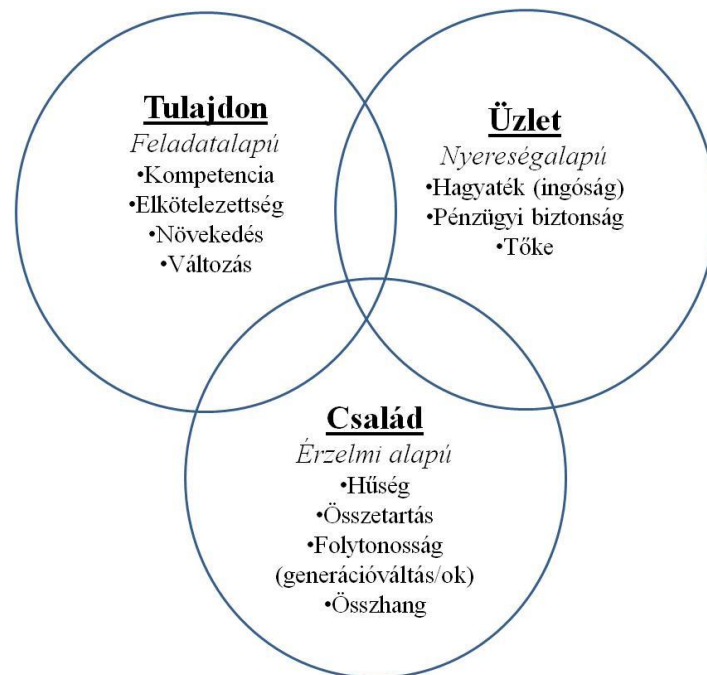 Tulajdon
Feladatalapú
•Kompetencia
•Elkötelezettség
•Növekedés
•Változás
Üzlet
Nyereségalapú
•Hagyaték (ingóság)
•Pénzügyi biztonság
•Tőke
Család
Érzelmi alapú
•Hűség
•Összetartás
•Folytonosság
(generációváltás/ok)
•Összhang